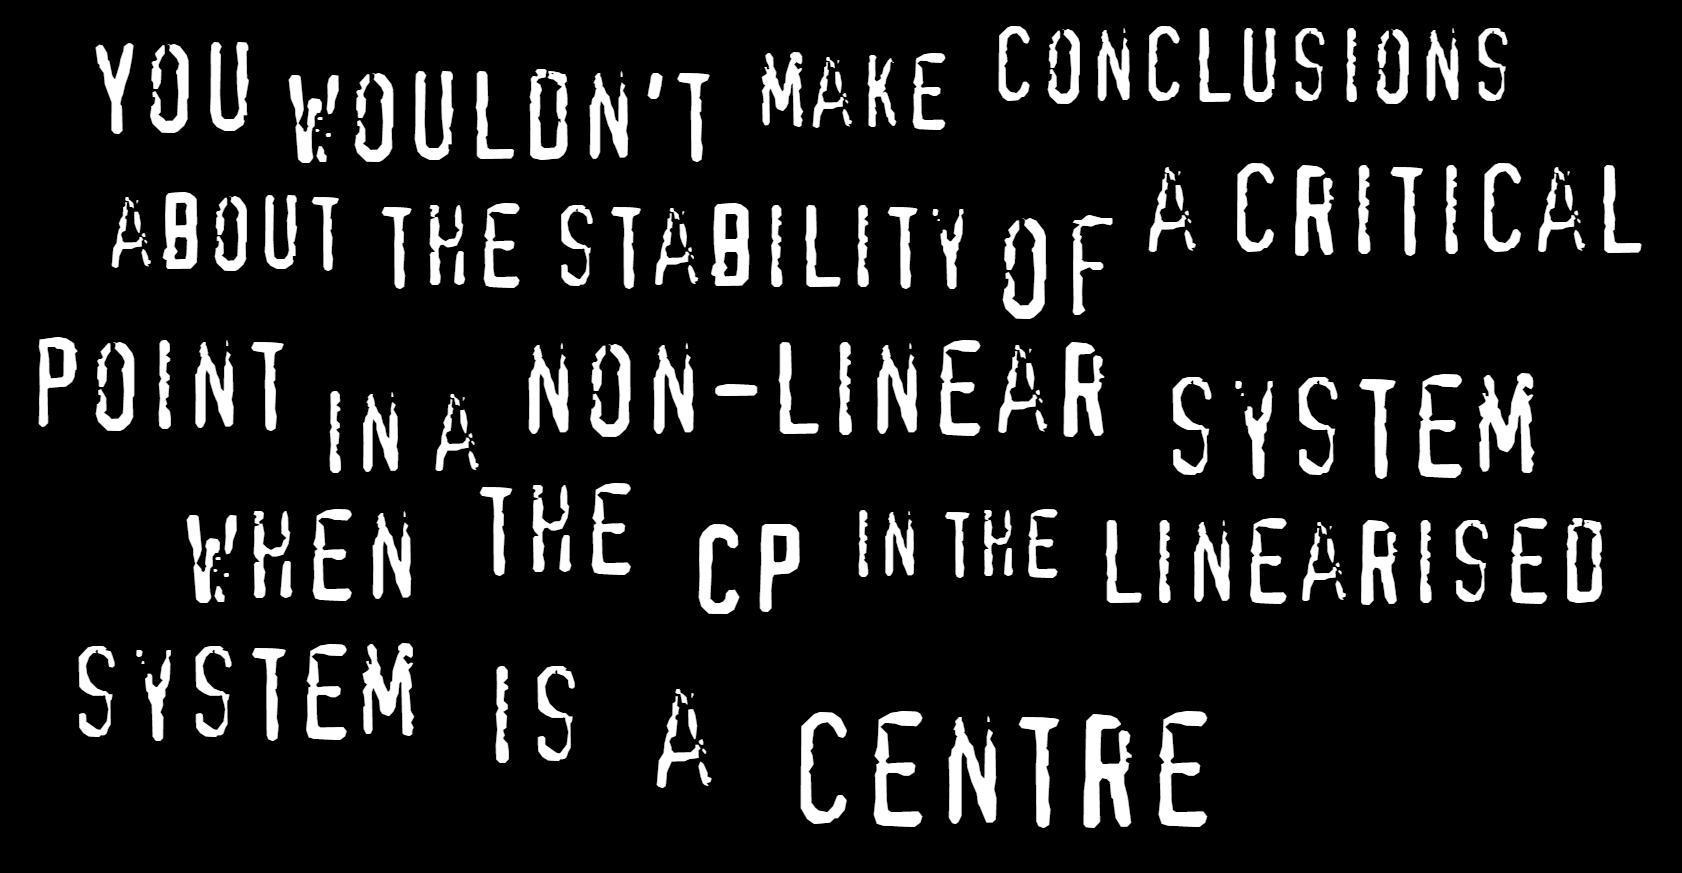 YOU WOULDN'T MAKE CONCLUSIONS
ABOUT THE STABILITY OF A CRITICAL
POINT IN A NON-LINEAR SYSTEM
WHEN THE CP IN THE LINEARISED
SYSTEM IS A CENTRE